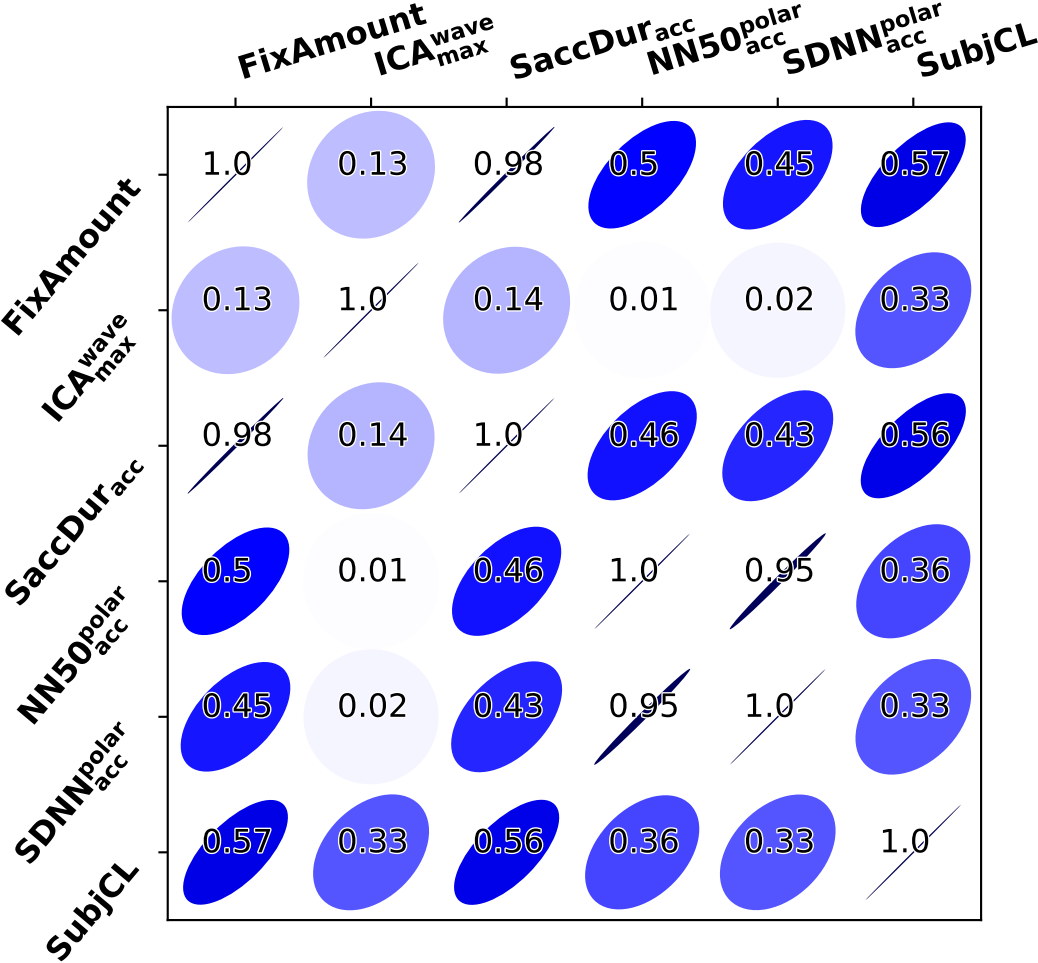 FixAmount ICA^wave_max SaccDur_acc NN50^polar_acc SDNN^polar_acc SubjCL
FixAmount 1.0 0.13 0.98 0.5 0.45 0.57
ICA^wave_max 0.13 1.0 0.14 0.01 0.02 0.33
SaccDur_acc 0.98 0.14 1.0 0.46 0.43 0.56
NN50^polar_acc 0.5 0.01 0.46 1.0 0.95 0.36
SDNN^polar_acc 0.45 0.02 0.43 0.95 1.0 0.33
SubjCL 0.57 0.33 0.56 0.36 0.33 1.0